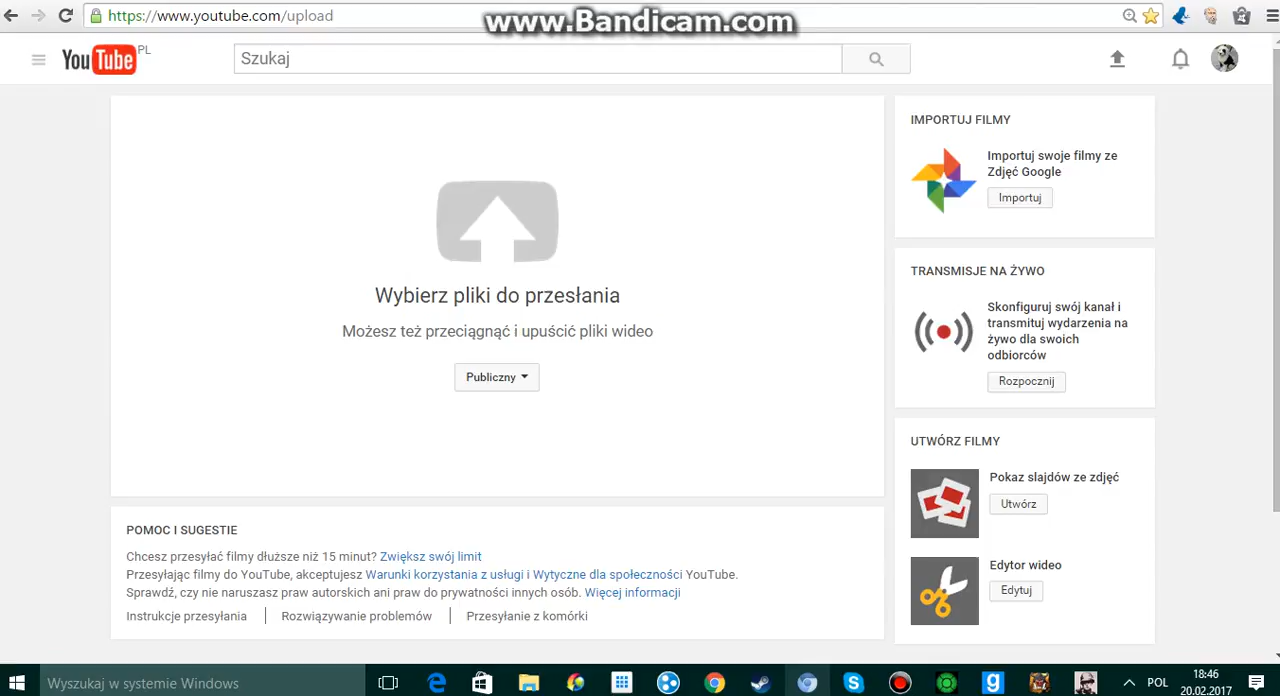 https://www.youtube.com/upload
www.Bandicam.com
YouTube PL
Szukaj
Wybierz pliki do przesłania
Możesz też przeciągnąć i upuścić pliki wideo
Publiczny
IMPORTUJ FILMY
Importuj swoje filmy ze
Zdjęć Google
Importuj
TRANSMISJE NA ŻYWO
Skonfiguruj swój kanał i
transmituj wydarzenia na
żywo dla swoich
odbiorców
Rozpocznij
UTWÓRZ FILMY
Pokaz slajdów ze zdjęć
Utwórz
Edytor wideo
Edytuj
POMOC I SUGESTIE
Chcesz przesyłać filmy dłuższe niż 15 minut? Zwiększ swój limit
Przesyłając filmy do YouTube, akceptujesz Warunki korzystania z usługi i Wytyczne dla społeczności YouTube.
Sprawdź, czy nie naruszasz praw autorskich ani praw do prywatności innych osób. Więcej informacji
Instrukcje przesyłania
Rozwiązywanie problemów
Przesyłanie z komórki
Wyszukaj w systemie Windows
POL
18:46
20.02.2017